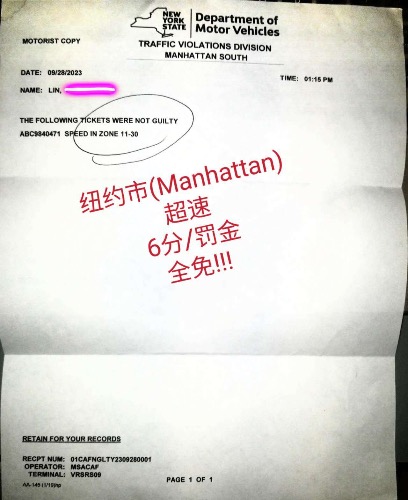 NEW
YORK
STATE
Department of
Motor Vehicles
MOTORIST COPY
TRAFFIC VIOLATIONS DIVISION
MANHATTAN SOUTH
DATE: 09/28/2023
TIME: 01:15 PM
NAME: LIN,
THE FOLLOWING TICKETS WERE NOT GUILTY
ABC9840471 SPEED IN ZONE 11-30
纽约市(Manhattan)
超速
6分/罚金
全免!!!
RETAIN FOR YOUR RECORDS
RECPT NUM: 01CAFNGLTY2309280001
OPERATOR: MSACAF
TERMINAL: VRSRS09
PAGE 1 OF 1